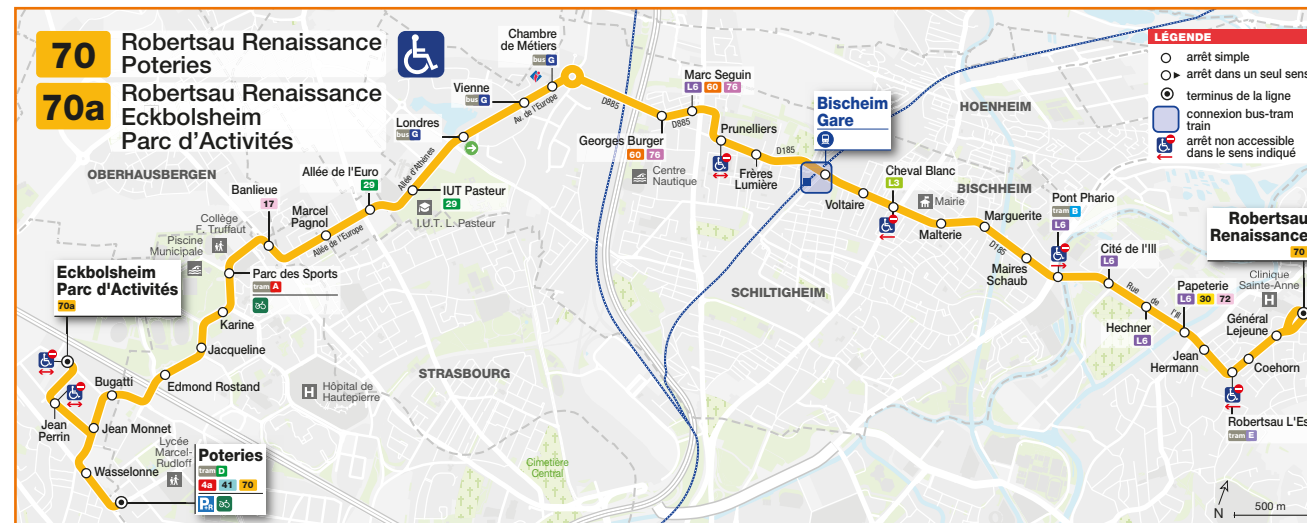 70
Robertsau Renaissance
Poteries
70a
Robertsau Renaissance
Eckbolsheim
Parc d'Activités
LÉGENDE
arrêt simple
arrêt dans un seul sens
terminus de la ligne
connexion bus-tram
train
arrêt non accessible
dans le sens indiqué
OBERHAUSBERGEN
STRASBOURG
SCHILTIGHEIM
BISCHHEIM
HOENHEIM
Eckbolsheim
Parc d'Activités
70a
Jean
Perrin
Poteries
tram D
4a 41 70
P+R
Wasselonne
Jean Monnet
Bugatti
Edmond Rostand
Jacqueline
Karine
Parc des Sports
tram A
Banlieue
17
Marcel
Pagnol
Allée de l'Euro
29
IUT Pasteur
29
I.U.T. L. Pasteur
Londres
bus G
Vienne
bus G
Chambre
de Métiers
bus G
Georges Burger
60 76
Marc Seguin
L6 60 76
Prunelliers
Frères
Lumière
Bischeim
Gare
Voltaire
Cheval Blanc
L3
Mairie
Malterie
Marguerite
Maires
Schaub
Pont Phario
tram B
L6
Cité de l'Ill
L6
Hechner
L6
Papeterie
L6 30 72
Jean
Hermann
Robertsau L'Es
tram E
Coehorn
Général
Lejeune
Clinique
Sainte-Anne
H
Robertsau
Renaissance
70
Collège
F. Truffaut
Piscine
Municipale
Lycée
Marcel-
Rudloff
H
Hôpital de
Hautepierre
Centre
Nautique
Cimetière
Central
Allée de l'Europe
Allée d'Athènes
Av. de l'Europe
D885
D885
D185
D185
Rue de l'Ill
N
500 m